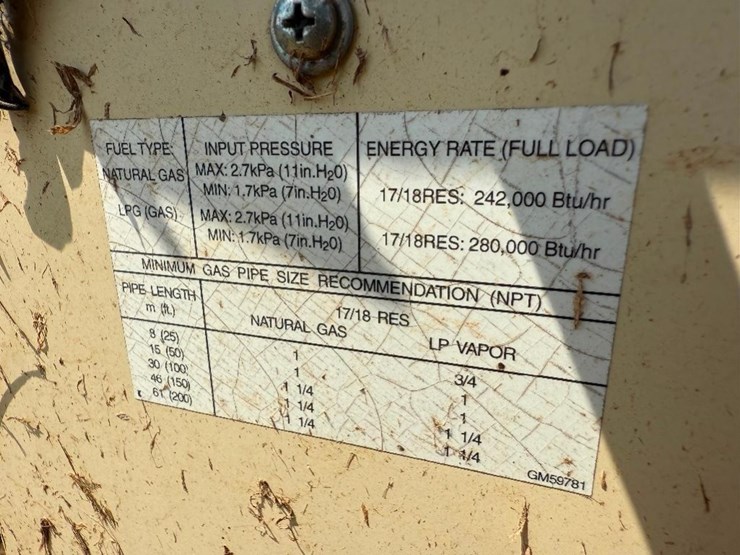 FUEL TYPE: INPUT PRESSURE ENERGY RATE (FULL LOAD)
NATURAL GAS MAX: 2.7kPa (11in.H2O)
MIN: 1.7kPa (7in.H2O) 17/18RES: 242,000 Btu/hr
LPG (GAS) MAX: 2.7kPa (11in.H2O)
MIN: 1.7kPa (7in.H2O) 17/18RES: 280,000 Btu/hr
MINIMUM GAS PIPE SIZE RECOMMENDATION (NPT)
PIPE LENGTH 17/18 RES
m (ft.) NATURAL GAS LP VAPOR
8 (25) 1 3/4
15 (50) 1 1
30 (100) 1 1/4 1
46 (150) 1 1/4 1 1/4
61 (200) 1 1/4 1 1/4
GM59781